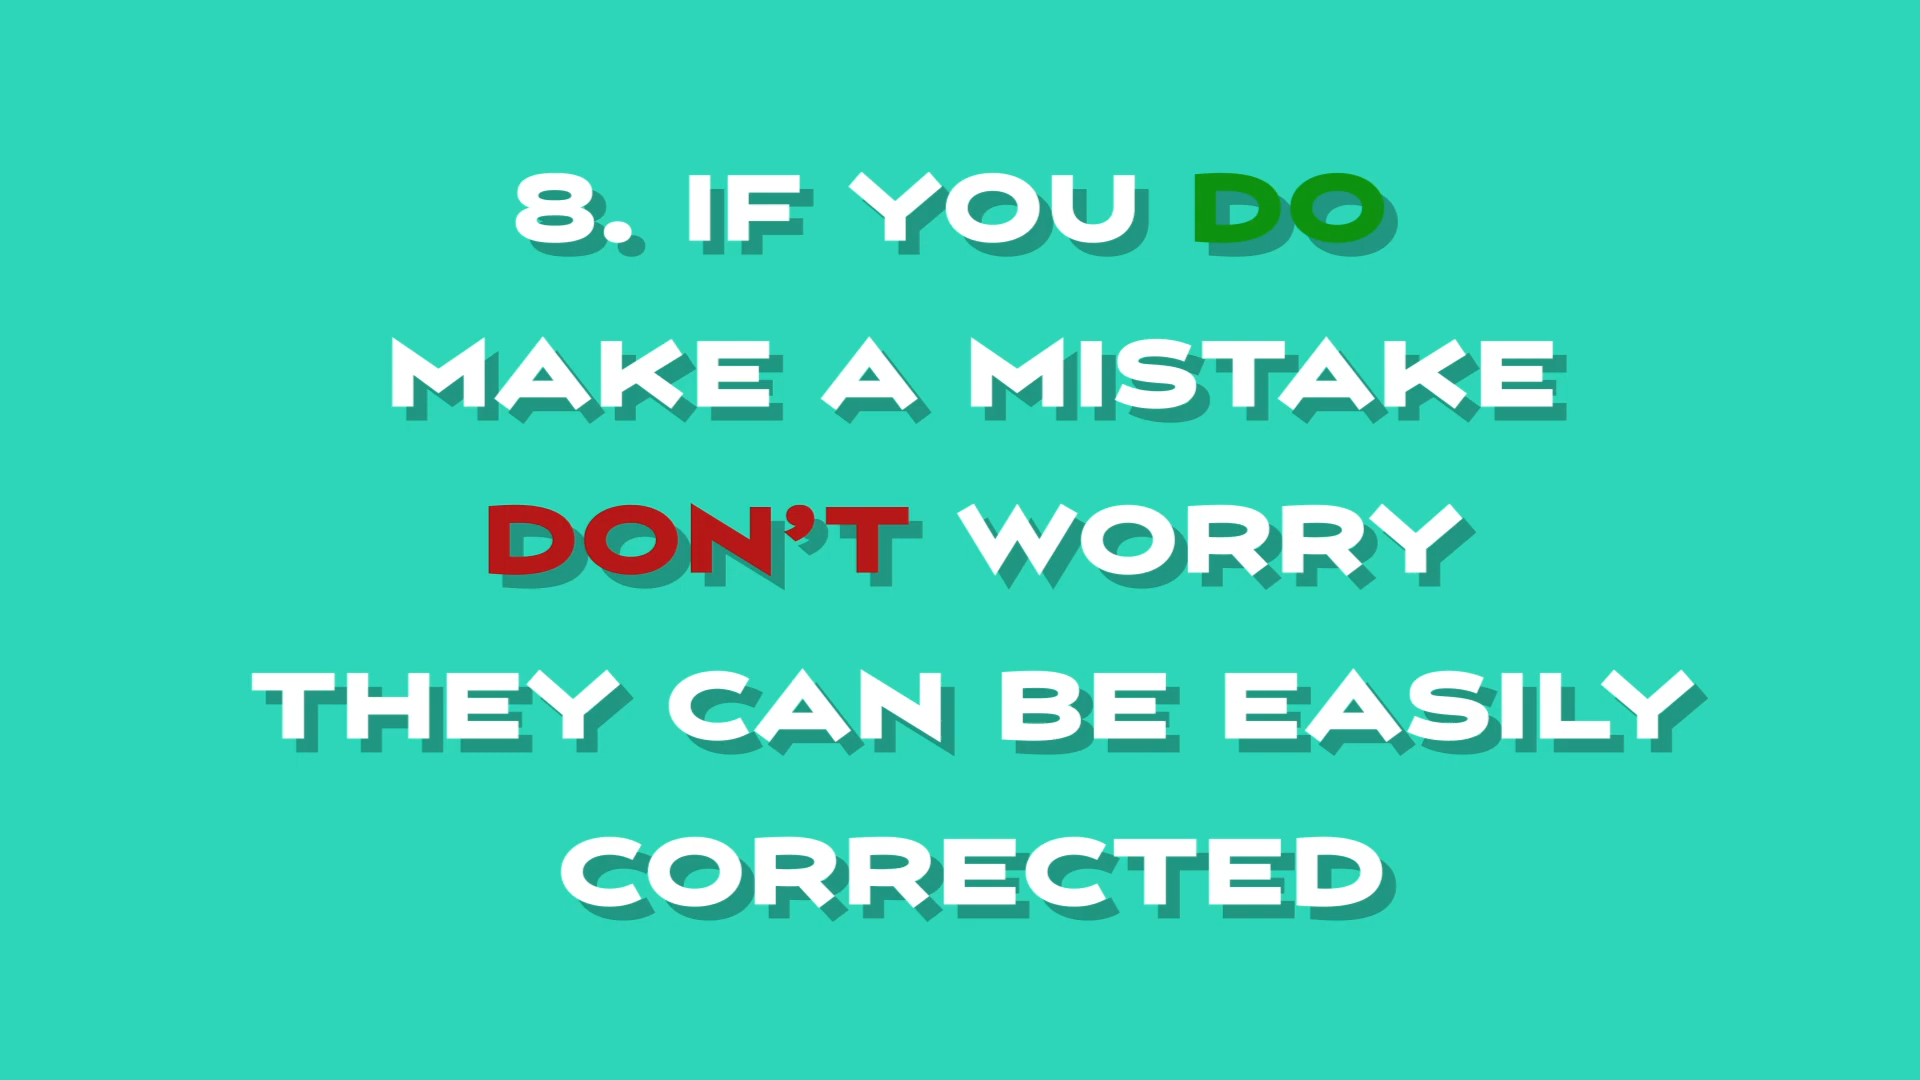 8. IF YOU DO
MAKE A MISTAKE
DON’T WORRY
THEY CAN BE EASILY
CORRECTED